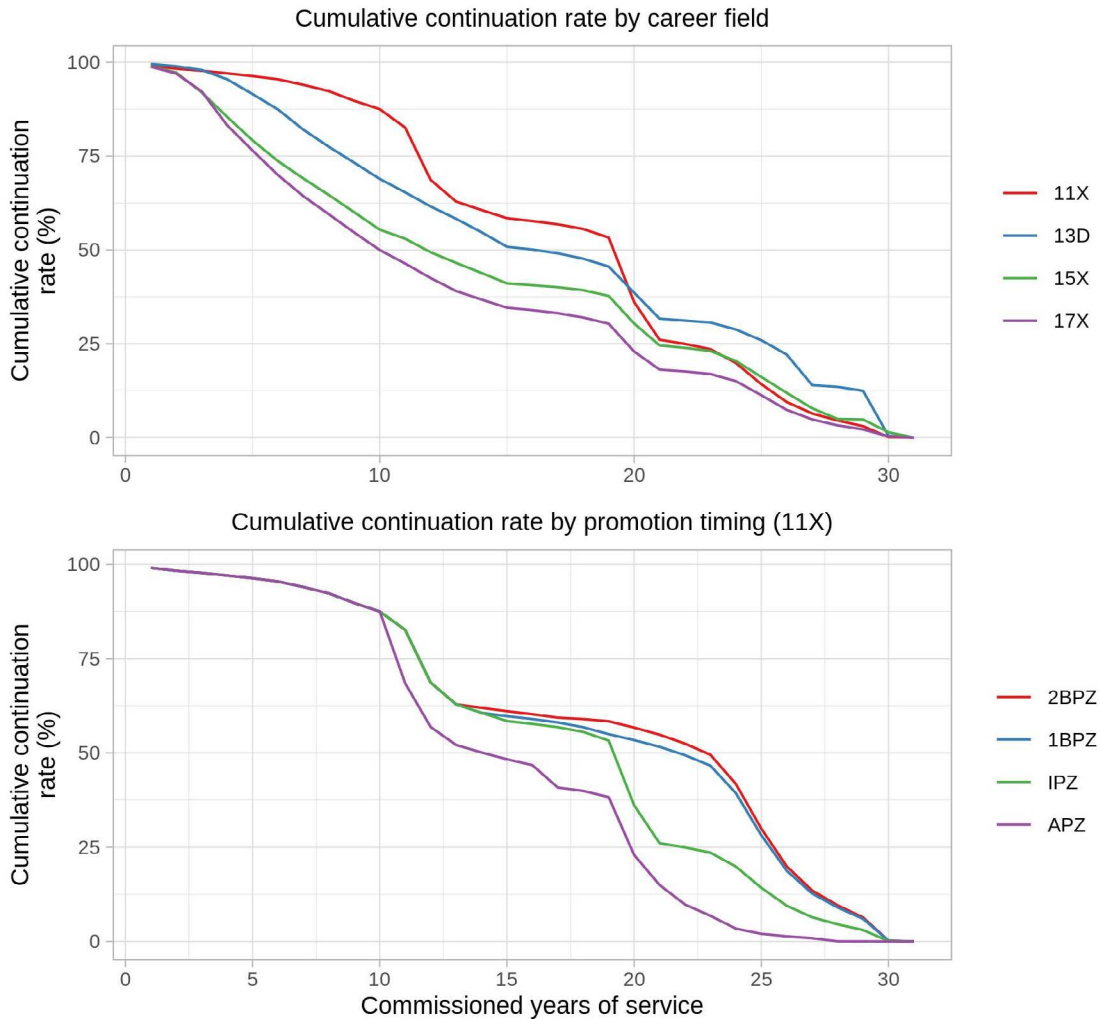 Cumulative continuation rate by career field
Cumulative continuation
rate (%)
100
75
50
25
0
0 10 20 30
11X
13D
15X
17X
Cumulative continuation rate by promotion timing (11X)
Cumulative continuation
rate (%)
100
75
50
25
0
0 5 10 15 20 25 30
Commissioned years of service
2BPZ
1BPZ
IPZ
APZ